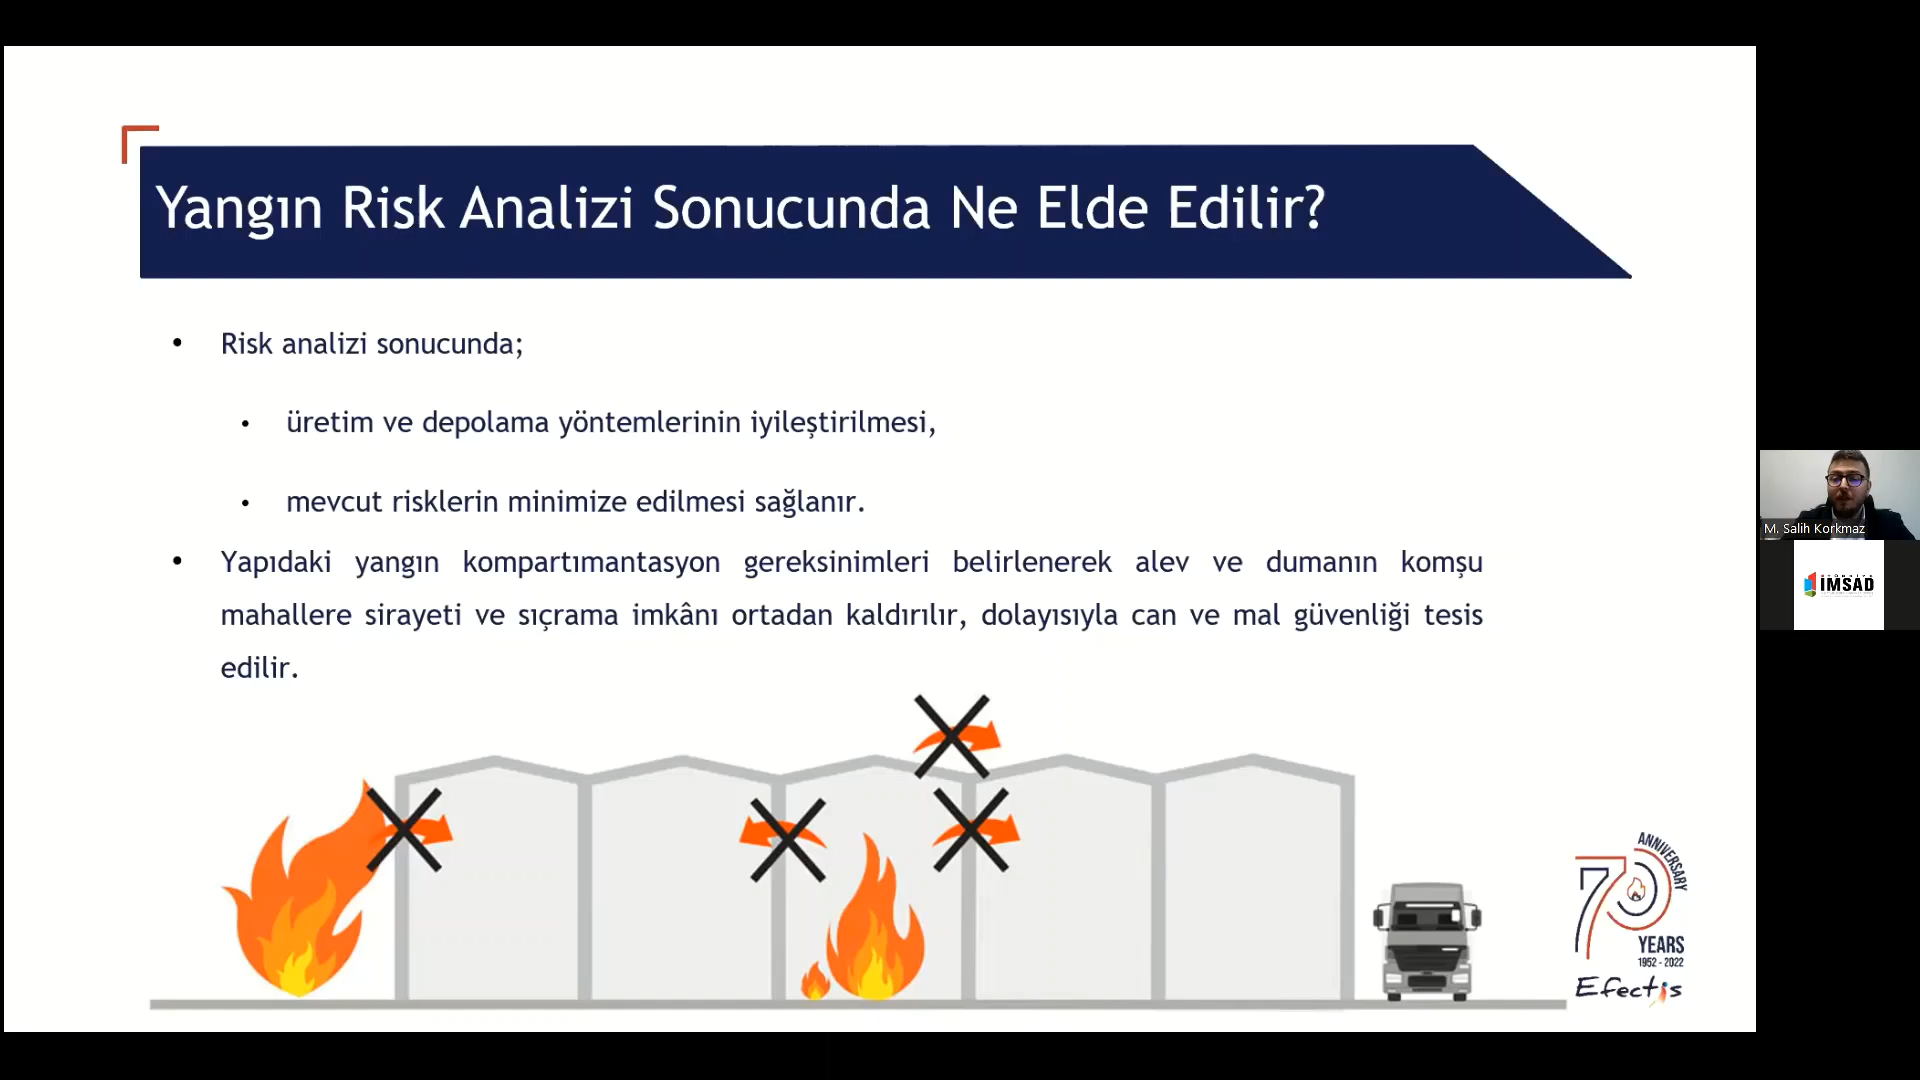 Yangın Risk Analizi Sonucunda Ne Elde Edilir?
• Risk analizi sonucunda;
• üretim ve depolama yöntemlerinin iyileştirilmesi,
• mevcut risklerin minimize edilmesi sağlanır.
• Yapıdaki yangın kompartımantasyon gereksinimleri belirlenerek alev ve dumanın komşu
mahallere sirayeti ve sıçrama imkânı ortadan kaldırılır, dolayısıyla can ve mal güvenliği tesis
edilir.
M. Salih Korkmaz
İMSAD
ANNIVERSARY
70
YEARS
1952 - 2022
Efectis